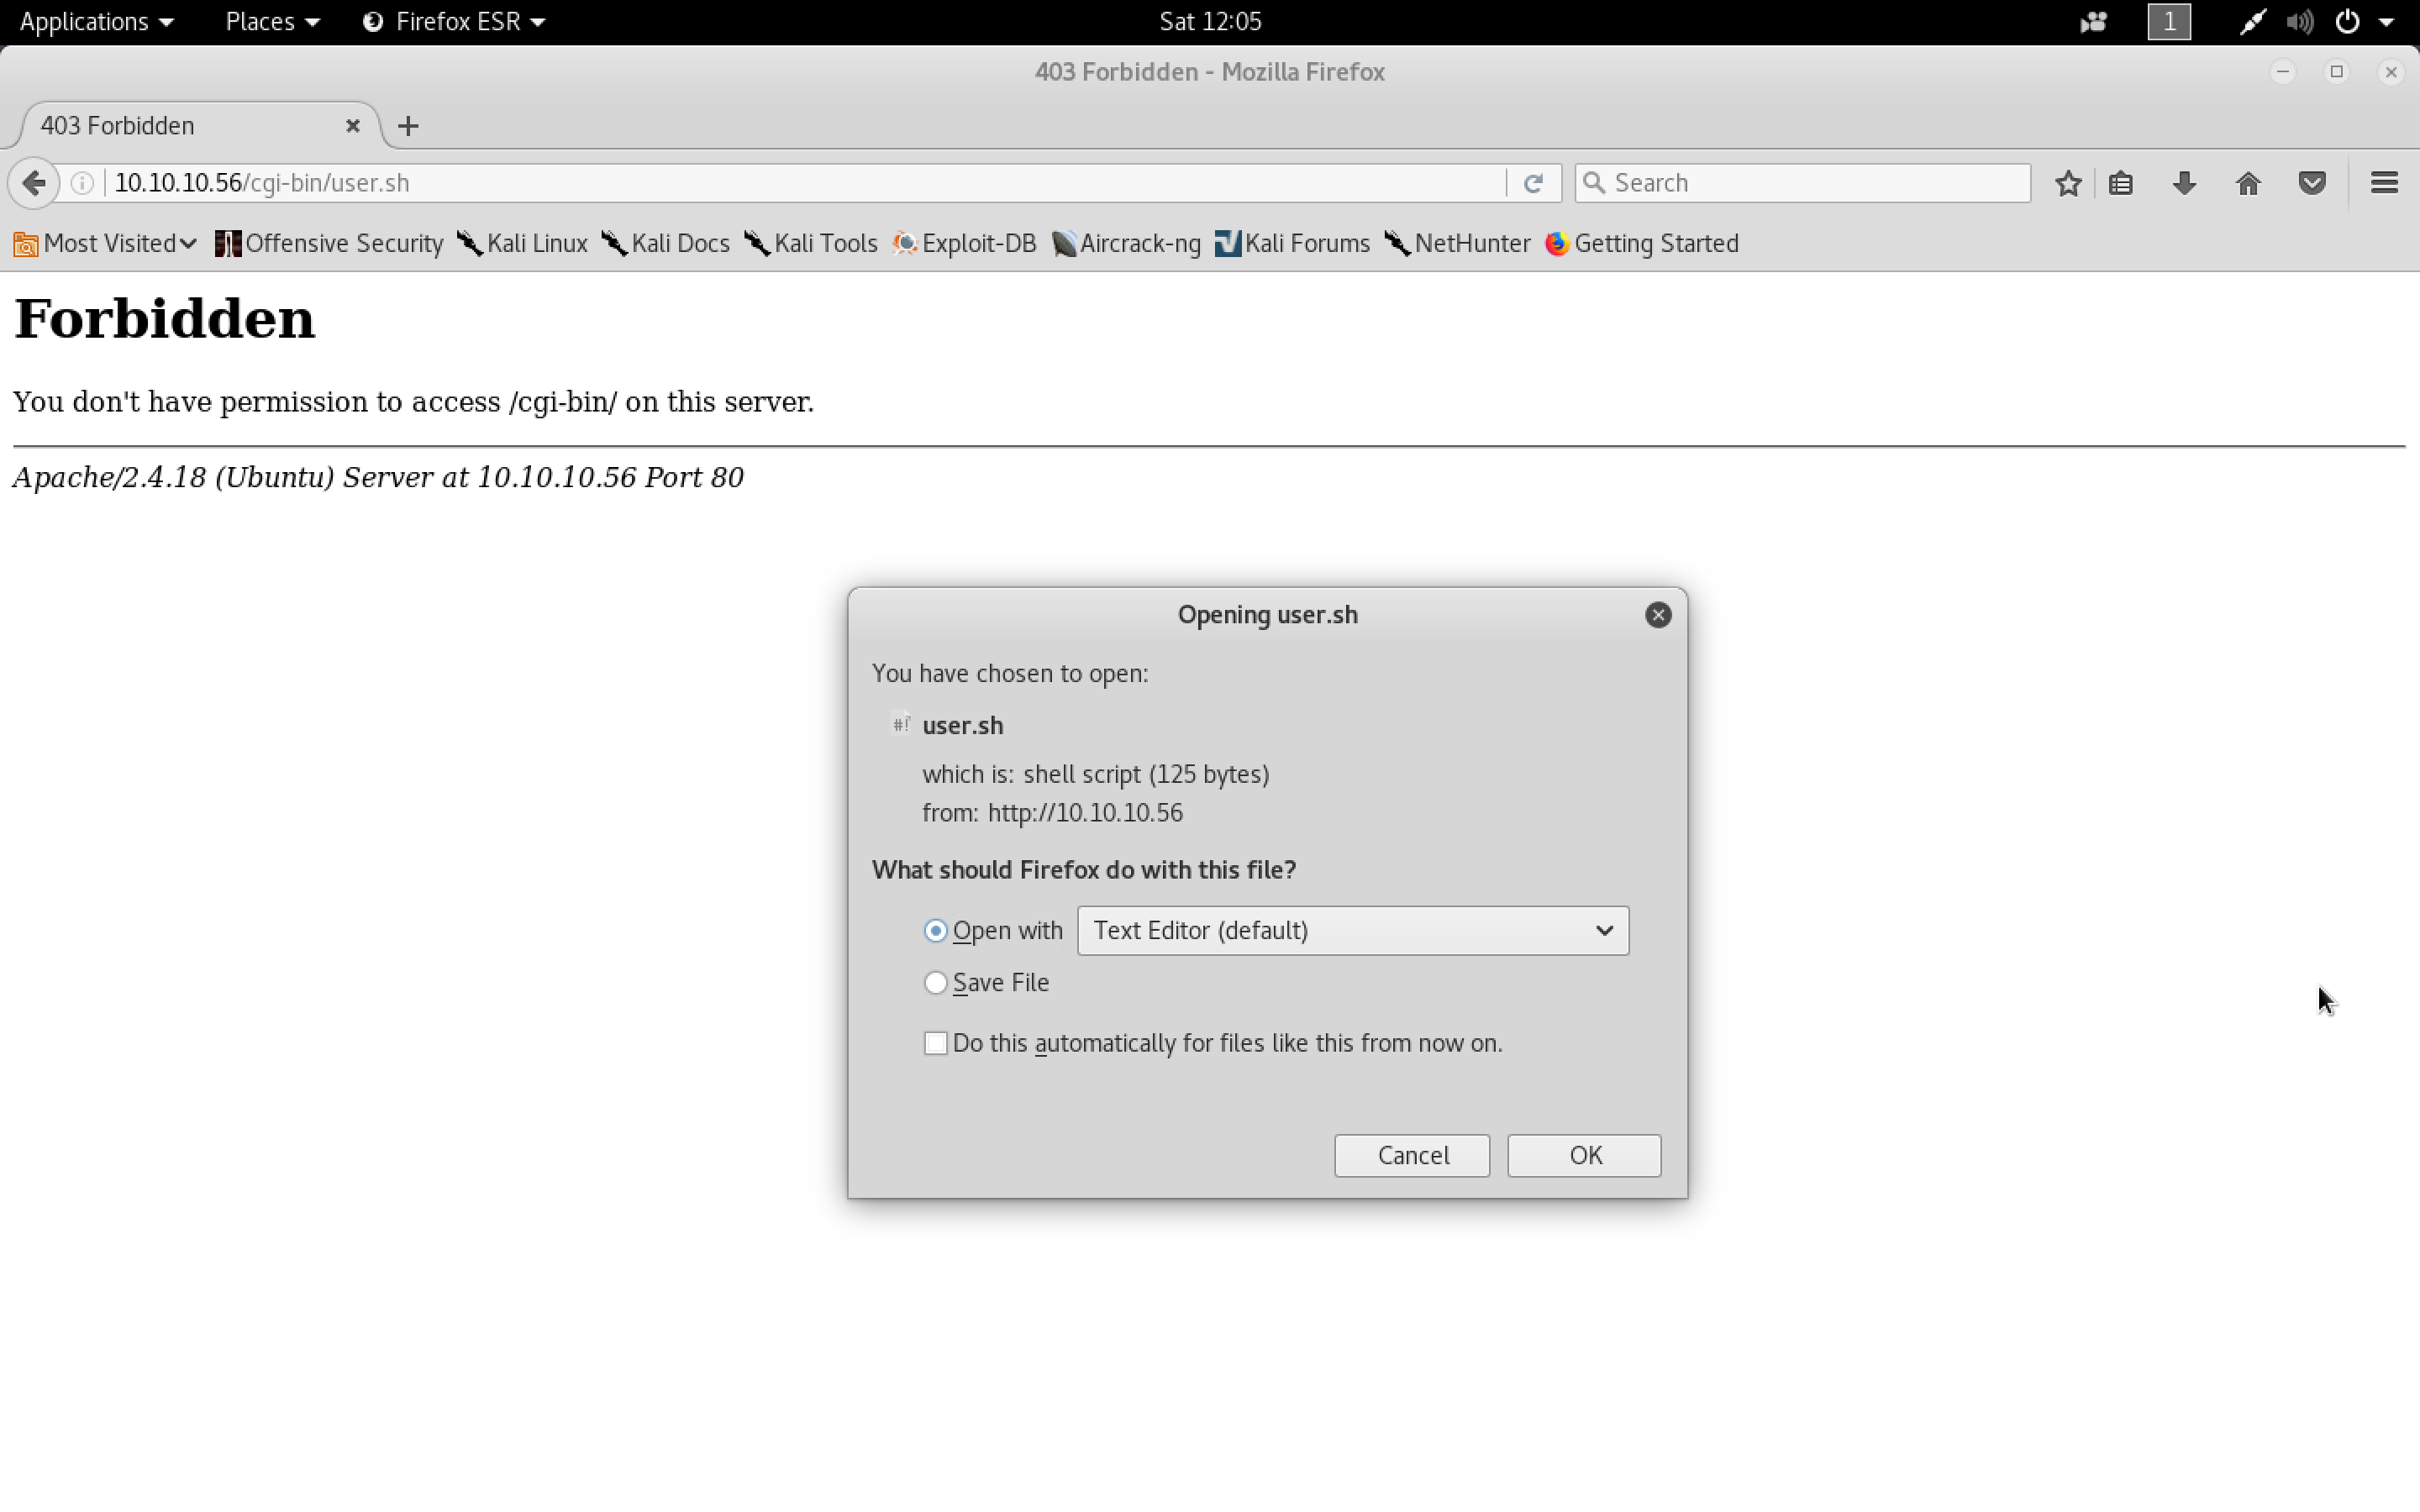 Applications Places Firefox ESR Sat 12:05 1
403 Forbidden - Mozilla Firefox
403 Forbidden
10.10.10.56/cgi-bin/user.sh Search
Most Visited Offensive Security Kali Linux Kali Docs Kali Tools Exploit-DB Aircrack-ng Kali Forums NetHunter Getting Started
Forbidden
You don't have permission to access /cgi-bin/ on this server.
Apache/2.4.18 (Ubuntu) Server at 10.10.10.56 Port 80
Opening user.sh
You have chosen to open:
#! user.sh
which is: shell script (125 bytes)
from: http://10.10.10.56
What should Firefox do with this file?
Open with Text Editor (default)
Save File
Do this automatically for files like this from now on.
Cancel OK